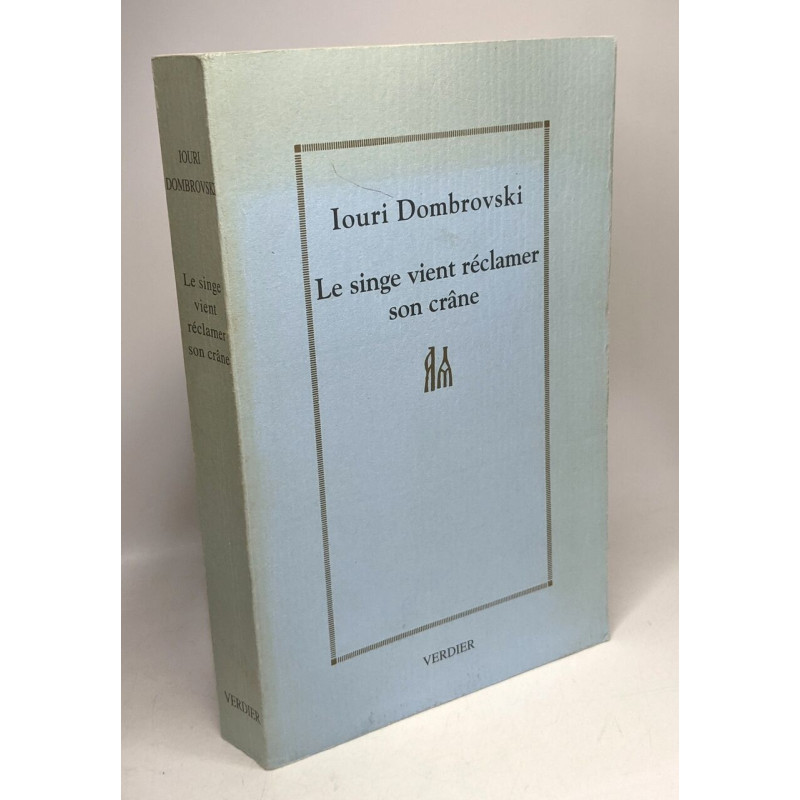 IOURI
DOMBROVSKI
Le singe
vient
réclamer
son crâne
VERDIER
Iouri Dombrovski
Le singe vient réclamer
son crâne
VERDIER